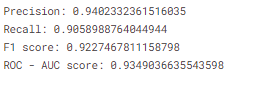 Precision: 0.9402332361516035
Recall: 0.9058988764044944
F1 score: 0.9227467811158798
ROC - AUC score: 0.9349036635543598